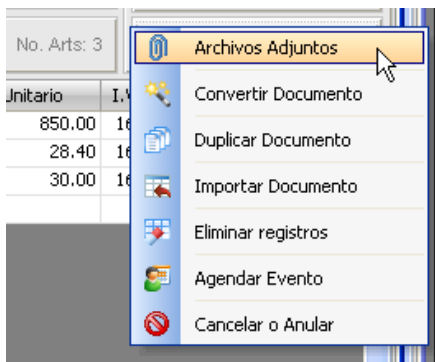 No. Arts: 3
Archivos Adjuntos
Unitario
Convertir Documento
850.00
28.40
Duplicar Documento
30.00
Importar Documento
Eliminar registros
Agendar Evento
Cancelar o Anular